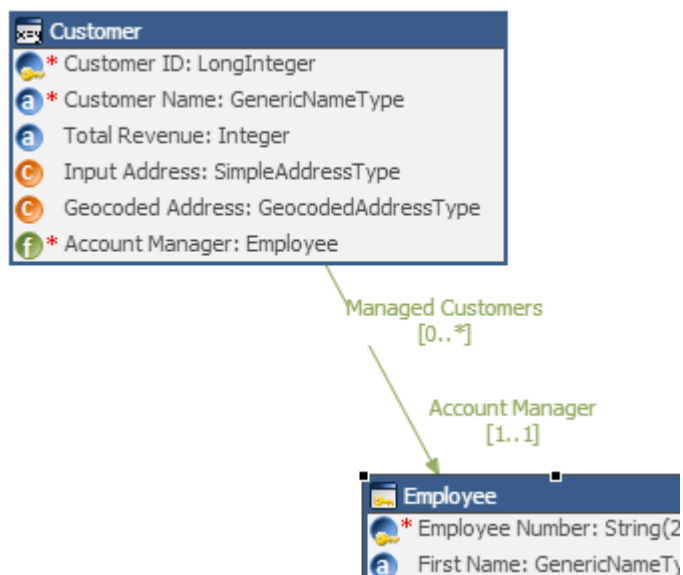 Customer
* Customer ID: LongInteger
* Customer Name: GenericNameType
Total Revenue: Integer
Input Address: SimpleAddressType
Geocoded Address: GeocodedAddressType
* Account Manager: Employee
Managed Customers
[0..*]
Account Manager
[1..1]
Employee
* Employee Number: String(2
First Name: GenericNameTy